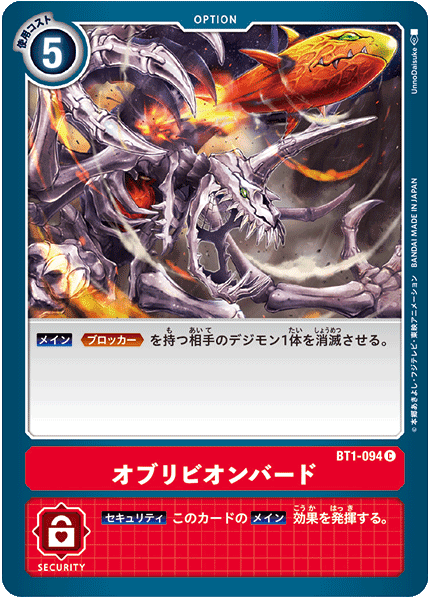 OPTION
使用コスト
5
UnnoDaisuke
メイン ブロッカー を持つ相手のデジモン1体を消滅させる。
©本郷あきよし・フジテレビ・東映アニメーション BANDAI MADE IN JAPAN
BT1-094 C
オブリビオンバード
セキュリティ このカードの メイン 効果を発揮する。
SECURITY